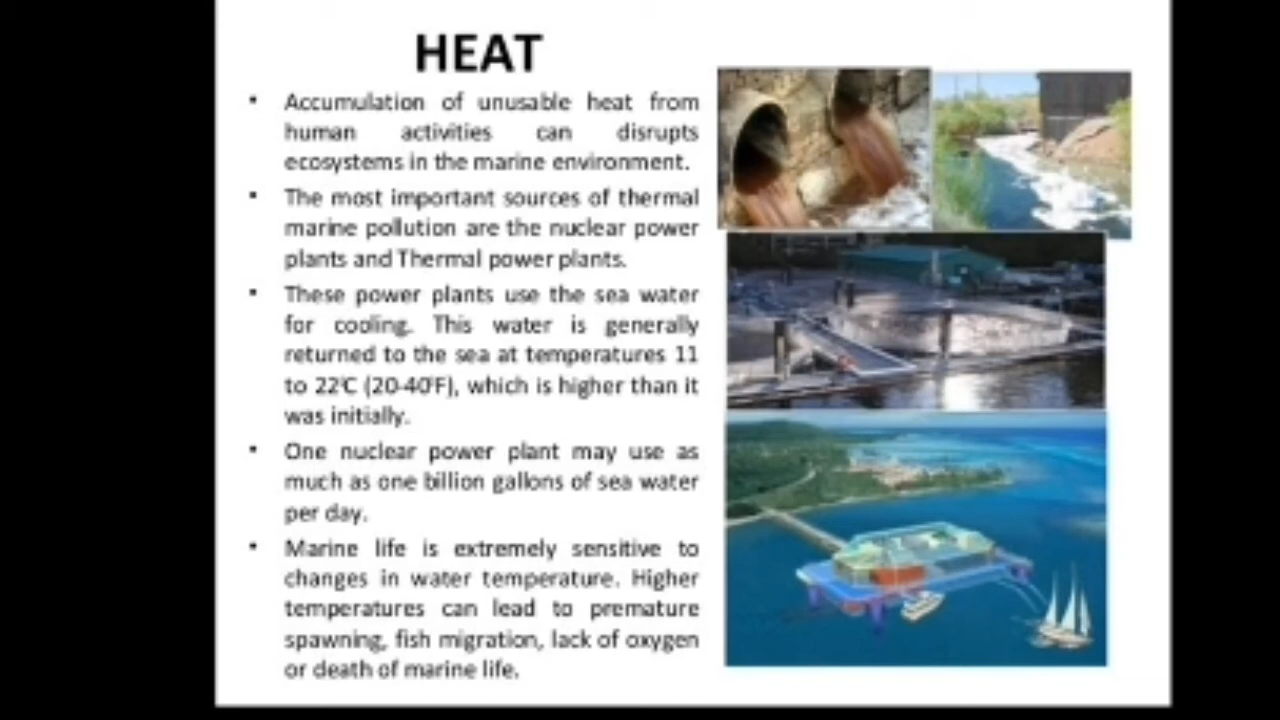 HEAT
• Accumulation of unusable heat from
human activities can disrupts
ecosystems in the marine environment.
• The most important sources of thermal
marine pollution are the nuclear power
plants and Thermal power plants.
• These power plants use the sea water
for cooling. This water is generally
returned to the sea at temperatures 11
to 22°C (20-40°F), which is higher than it
was initially.
• One nuclear power plant may use as
much as one billion gallons of sea water
per day.
• Marine life is extremely sensitive to
changes in water temperature. Higher
temperatures can lead to premature
spawning, fish migration, lack of oxygen
or death of marine life.